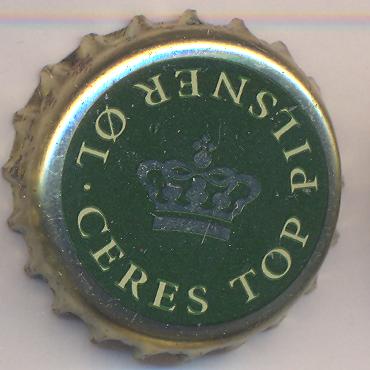 CERES TOP PILSNER ØL ·